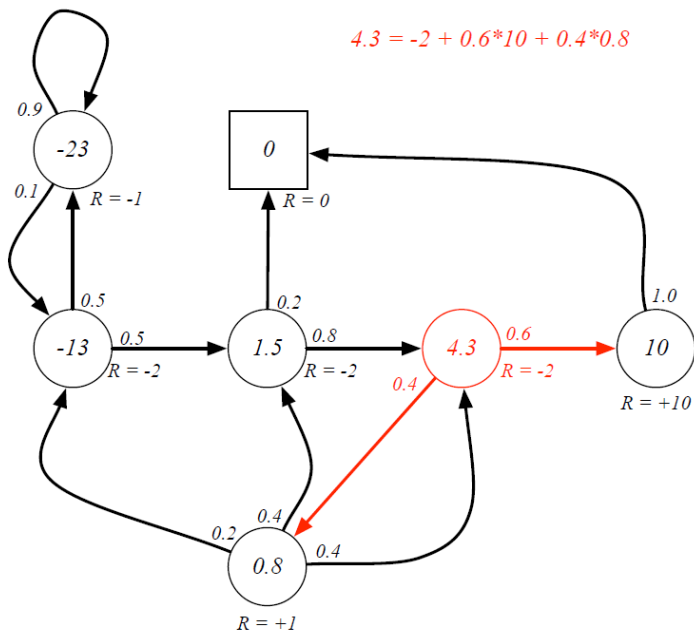 4.3 = -2 + 0.6*10 + 0.4*0.8
0.9
-23
0
0.1
R = -1
R = 0
0.5
0.2
1.0
-13
0.5
1.5
0.8
4.3
0.6
10
R = -2
R = -2
0.4
R = -2
R = +10
0.2
0.4
0.8
0.4
R = +1